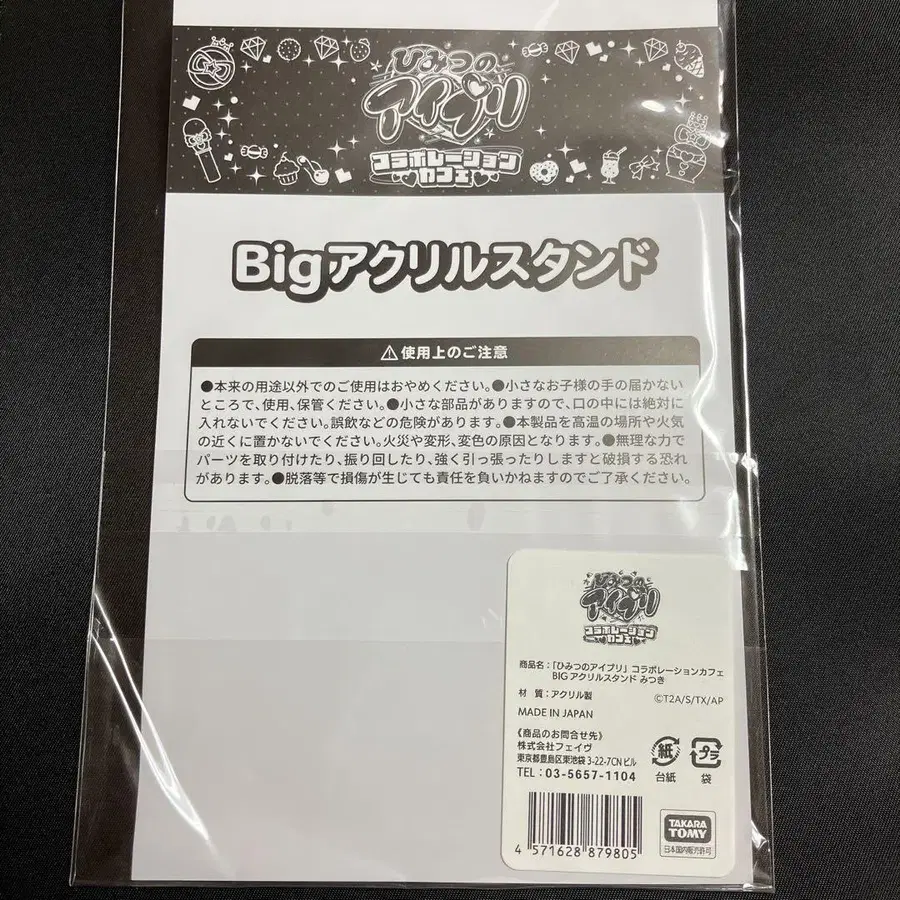 ひみつの
アイプリ
コラボレーション
カフェ
Bigアクリルスタンド
⚠使用上のご注意
●本来の用途以外でのご使用はおやめください。●小さなお子様の手の届かない
ところで、使用、保管ください。●小さな部品がありますので、口の中には絶対に
入れないでください。誤飲などの危険があります。●本製品を高温の場所や火気
の近くに置かないでください。火災や変形、変色の原因となります。●無理な力で
パーツを取り付けたり、振り回したり、強く引っ張ったりしますと破損する恐れ
があります。●脱落等で損傷が生じても責任を負いかねますのでご了承ください。
ひみつの
アイプリ
コラボレーション
カフェ
商品名：「ひみつのアイプリ」コラボレーションカフェ
BIG アクリルスタンド みつき
材 質：アクリル製
©T2A/S/TX/AP
MADE IN JAPAN
《商品のお問合せ先》
株式会社フェイヴ
東京都豊島区東池袋 3-22-7CN ビル
TEL：03-5657-1104
紙
台紙
プラ
袋
4 571628 879805
TAKARA
TOMY
日本国内販売許可